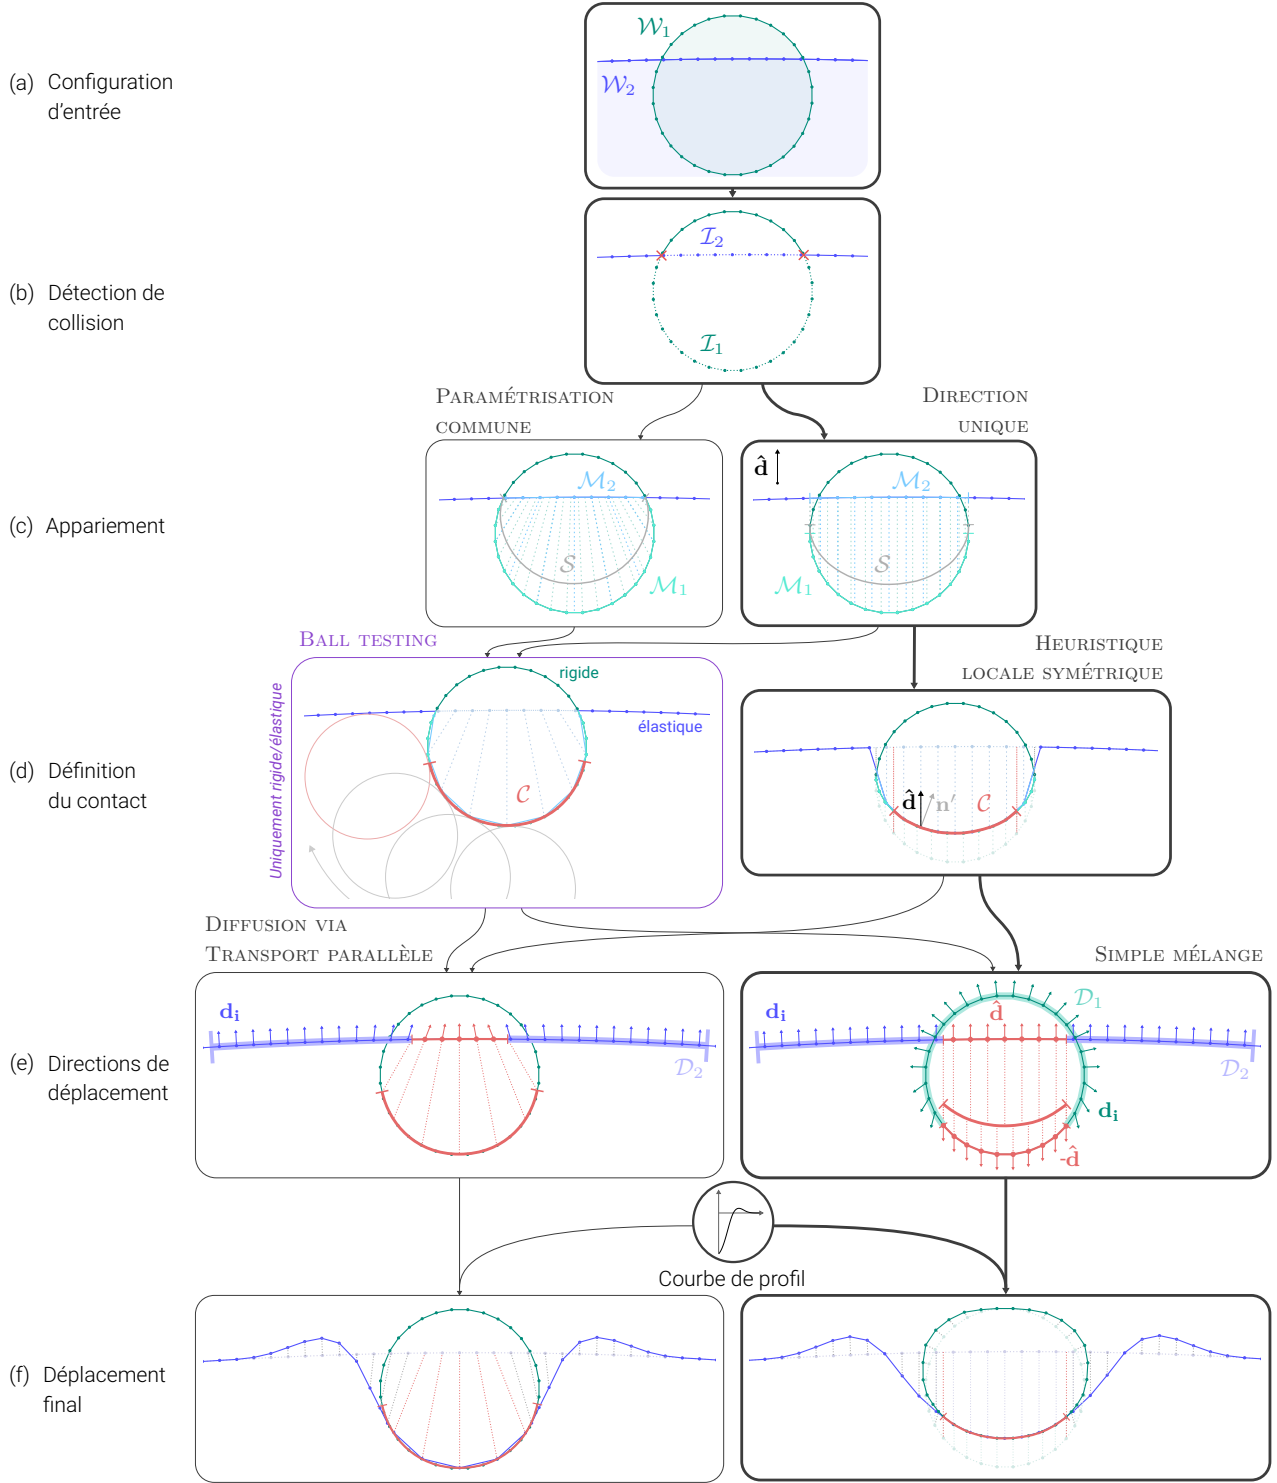 (a) Configuration
d'entrée
𝒲₁
𝒲₂
(b) Détection de
collision
ℐ₂
ℐ₁
PARAMÉTRISATION
COMMUNE
DIRECTION
UNIQUE
(c) Appariement
ℳ₂
𝒮
ℳ₁
d̂
ℳ₂
𝒮
ℳ₁
BALL TESTING
HEURISTIQUE
LOCALE SYMÉTRIQUE
(d) Définition
du contact
Uniquement rigide/élastique
rigide
élastique
𝒞
d̂
n′
𝒞
DIFFUSION VIA
TRANSPORT PARALLÈLE
SIMPLE MÉLANGE
(e) Directions de
déplacement
dᵢ
𝒟₂
dᵢ
d̂
𝒟₁
𝒟₂
dᵢ
-d̂
Courbe de profil
(f) Déplacement
final